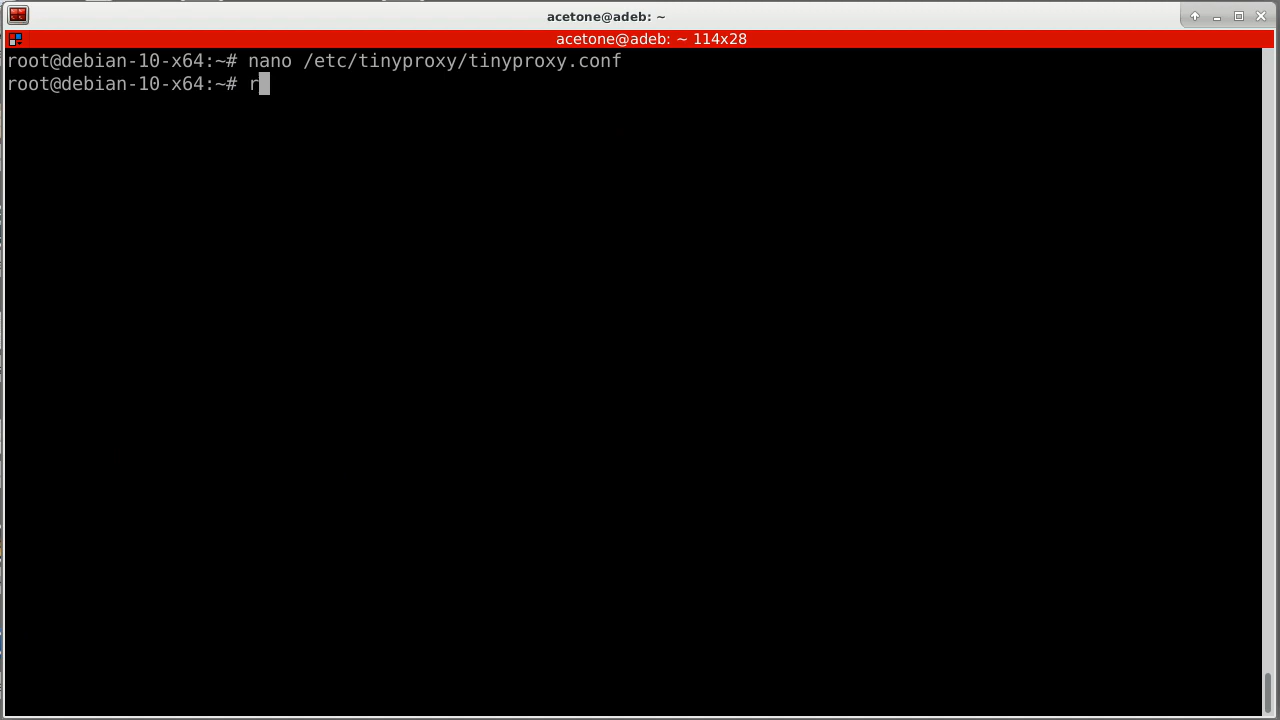 acetone@adeb: ~
acetone@adeb: ~ 114x28
root@debian-10-x64:~# nano /etc/tinyproxy/tinyproxy.conf
root@debian-10-x64:~# r